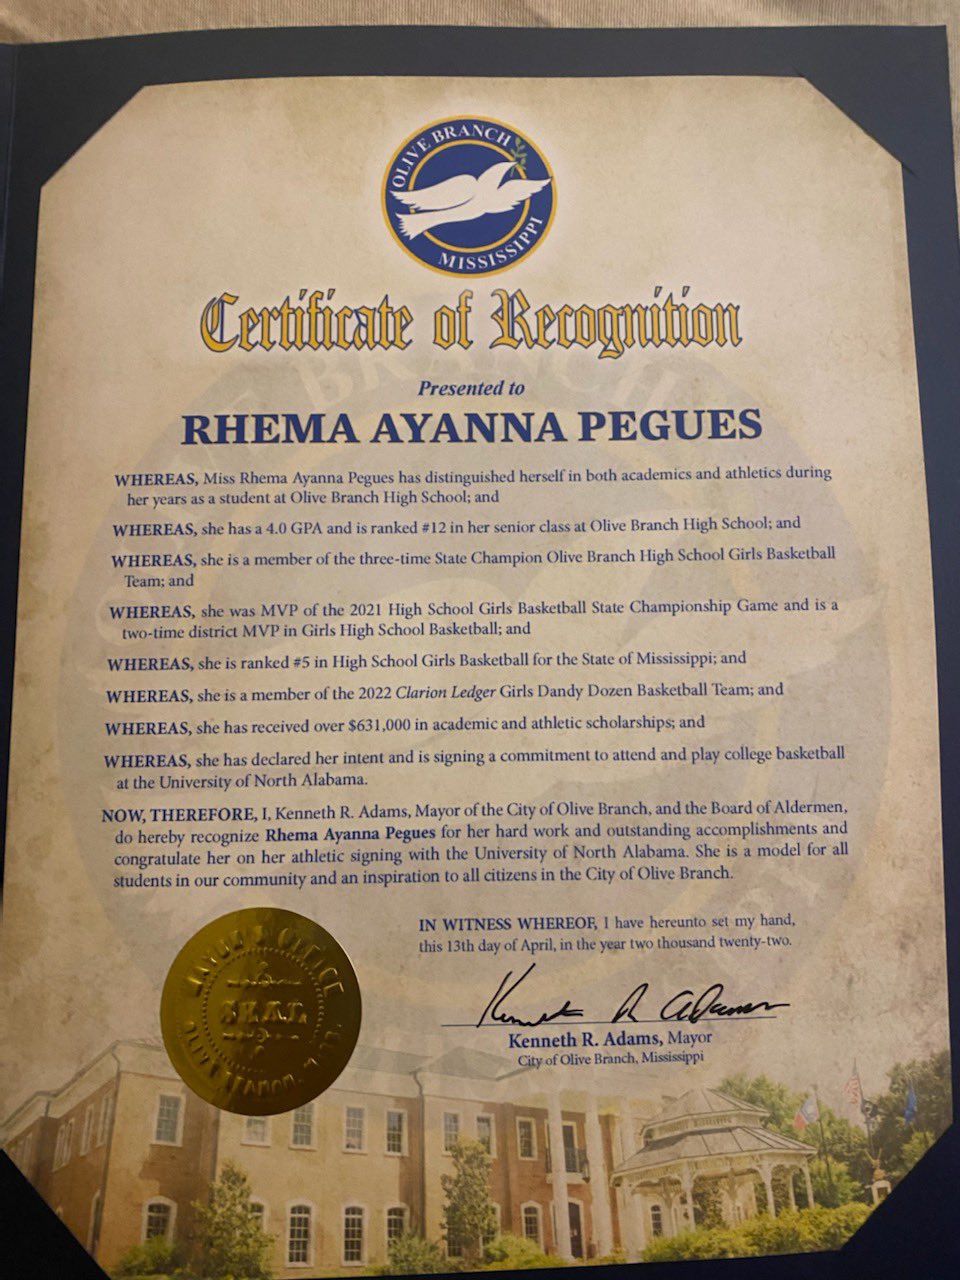 OLIVE BRANCH
MISSISSIPPI
Certificate of Recognition
Presented to
RHEMA AYANNA PEGUES
WHEREAS, Miss Rhema Ayanna Pegues has distinguished herself in both academics and athletics during
her years as a student at Olive Branch High School; and
WHEREAS, she has a 4.0 GPA and is ranked #12 in her senior class at Olive Branch High School; and
WHEREAS, she is a member of the three-time State Champion Olive Branch High School Girls Basketball
Team; and
WHEREAS, she was MVP of the 2021 High School Girls Basketball State Championship Game and is a
two-time district MVP in Girls High School Basketball; and
WHEREAS, she is ranked #5 in High School Girls Basketball for the State of Mississippi; and
WHEREAS, she is a member of the 2022 Clarion Ledger Girls Dandy Dozen Basketball Team; and
WHEREAS, she has received over $631,000 in academic and athletic scholarships; and
WHEREAS, she has declared her intent and is signing a commitment to attend and play college basketball
at the University of North Alabama.
NOW, THEREFORE, I, Kenneth R. Adams, Mayor of the City of Olive Branch, and the Board of Aldermen,
do hereby recognize Rhema Ayanna Pegues for her hard work and outstanding accomplishments and
congratulate her on her athletic signing with the University of North Alabama. She is a model for all
students in our community and an inspiration to all citizens in the City of Olive Branch.
IN WITNESS WHEREOF, I have hereunto set my hand,
this 13th day of April, in the year two thousand twenty-two.
Kenneth R Adams
Kenneth R. Adams, Mayor
City of Olive Branch, Mississippi
MAYOR'S OFFICE
SEAL